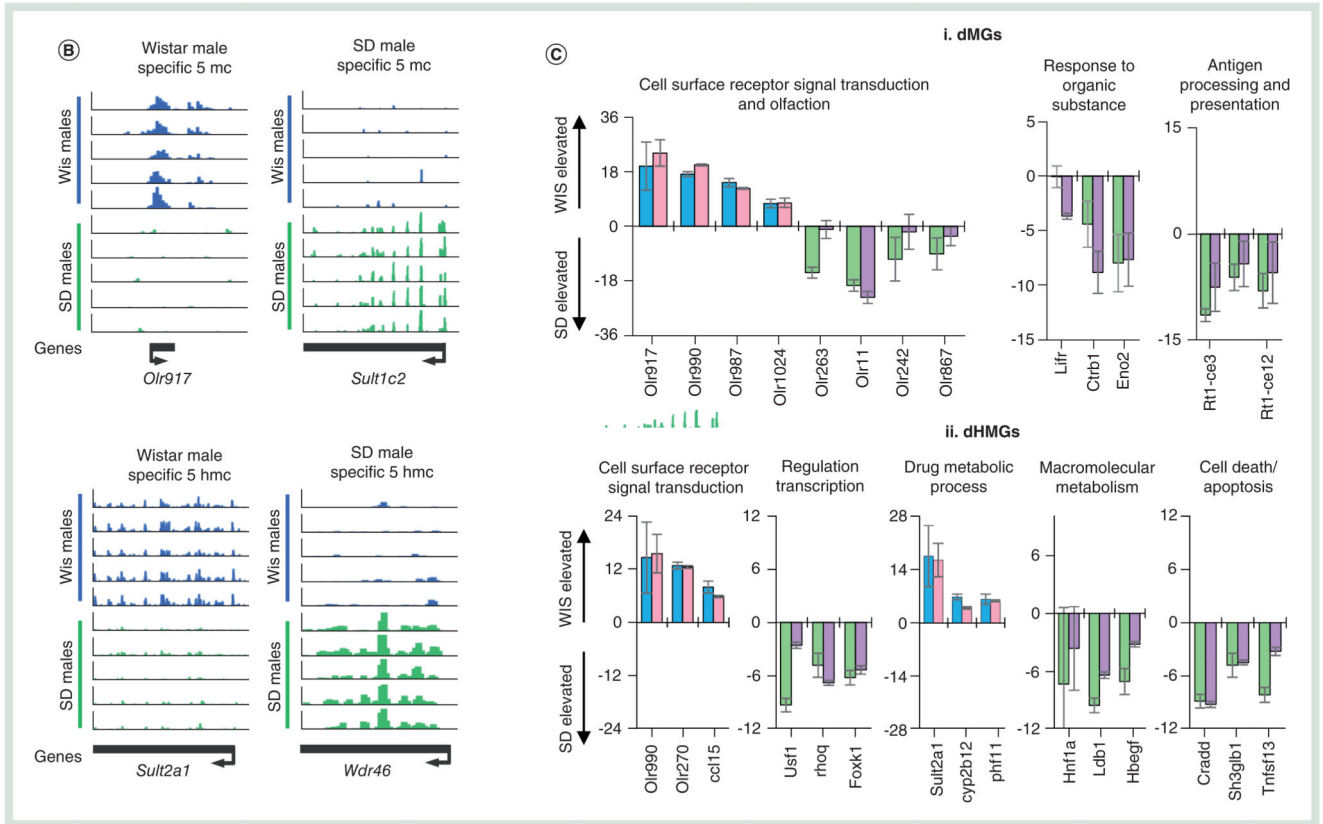 B
Wistar male
specific 5 mc
SD male
specific 5 mc
Wis males
SD males
Genes
Olr917
Sult1c2
Wistar male
specific 5 hmc
SD male
specific 5 hmc
Wis males
SD males
Wis males
SD males
Genes
Sult2a1
Wdr46
C
i. dMGs
Cell surface receptor signal transduction
and olfaction
Response to
organic
substance
Antigen
processing and
presentation
WIS elevated
SD elevated
36
18
0
-18
-36
Olr917
Olr990
Olr987
Olr1024
Olr263
Olr11
Olr242
Olr867
5
0
-5
-10
-15
Lifr
Ctrb1
Eno2
15
0
-15
Rt1-ce3
Rt1-ce12
ii. dHMGs
Cell surface receptor
signal transduction
Regulation
transcription
Drug metabolic
process
Macromolecular
metabolism
Cell death/
apoptosis
WIS elevated
SD elevated
24
12
0
-12
-24
Olr990
Olr270
ccl15
12
6
0
-6
-12
Usf1
rhoq
Foxk1
28
14
0
-14
-28
Sult2a1
cyp2b12
phf11
6
0
-6
-12
Hnf1a
Ldb1
Hbegf
12
6
0
-6
-12
Cradd
Sh3glb1
Tnfsf13